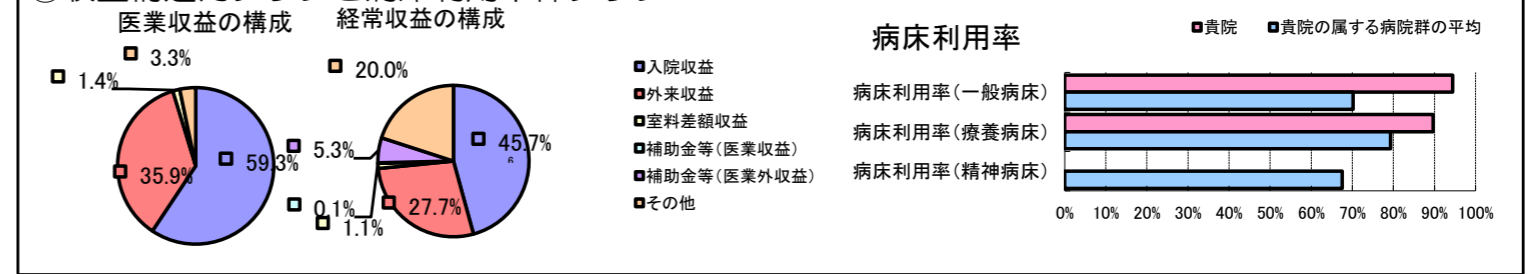 医業収益の構成
3.3%
1.4%
35.9%
59.3%
経常収益の構成
20.0%
5.3%
45.7%
0.1%
27.7%
1.1%
入院収益
外来収益
室料差額収益
補助金等(医業収益)
補助金等(医業外収益)
その他
病床利用率
貴院
貴院の属する病院群の平均
病床利用率(一般病床)
病床利用率(療養病床)
病床利用率(精神病床)
0% 10% 20% 30% 40% 50% 60% 70% 80% 90% 100%